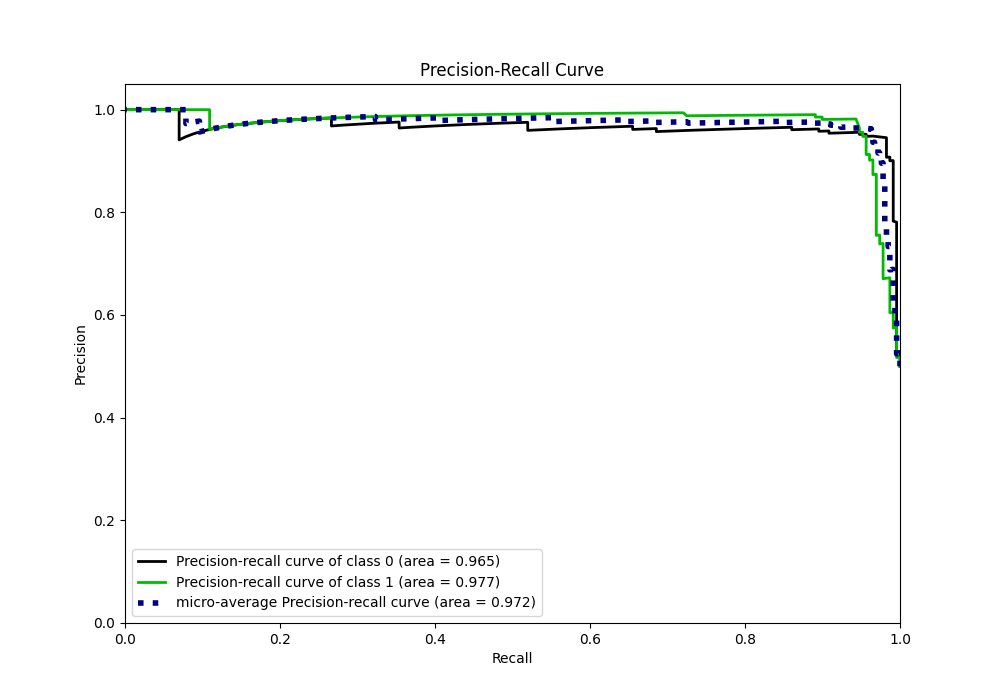 Precision-Recall Curve
1.0
0.8
0.6
0.4
0.2
0.0
Precision
Precision-recall curve of class 0 (area = 0.965)
Precision-recall curve of class 1 (area = 0.977)
micro-average Precision-recall curve (area = 0.972)
0.0 0.2 0.4 0.6 0.8 1.0
Recall